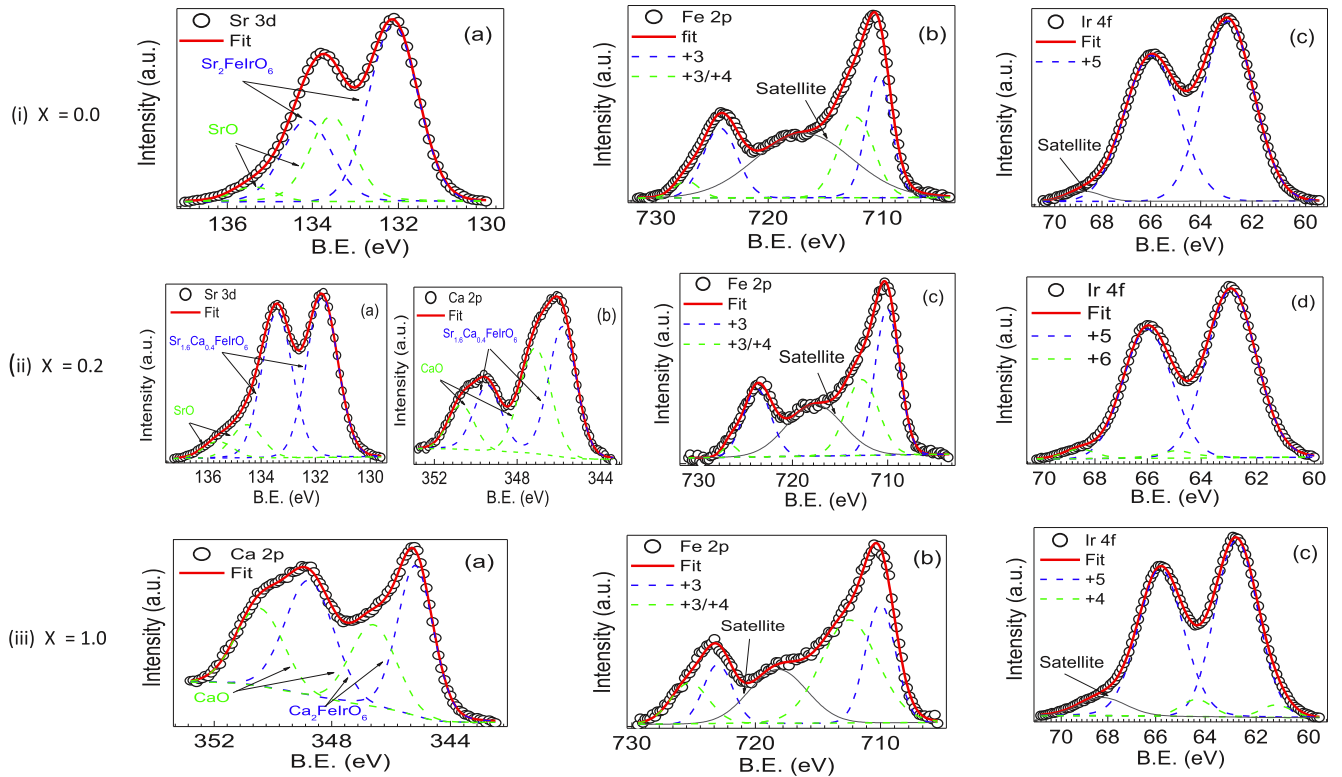 (i) X = 0.0
Intensity (a.u.)
Sr 3d
Fit
(a)
Sr₂FeIrO₆
SrO
136 134 132 130
B.E. (eV)
Intensity (a.u.)
Fe 2p
fit
+3
+3/+4
(b)
Satellite
730 720 710
B.E. (eV)
Intensity (a.u.)
Ir 4f
Fit
+5
(c)
Satellite
70 68 66 64 62 60
B.E. (eV)
(ii) X = 0.2
Intensity (a.u.)
Sr 3d
Fit
(a)
Sr₁.₆Ca₀.₄FeIrO₆
SrO
136 134 132 130
B.E. (eV)
Intensity (a.u.)
Ca 2p
Fit
(b)
Sr₁.₆Ca₀.₄FeIrO₆
CaO
352 348 344
B.E. (eV)
Intensity (a.u.)
Fe 2p
Fit
+3
+3/+4
(c)
Satellite
730 720 710
B.E. (eV)
Intensity (a.u.)
Ir 4f
Fit
+5
+6
(d)
70 68 66 64 62 60
B.E. (eV)
(iii) X = 1.0
Intensity (a.u.)
Ca 2p
Fit
(a)
CaO
Ca₂FeIrO₆
352 348 344
B.E. (eV)
Intensity (a.u.)
Fe 2p
Fit
+3
+3/+4
(b)
Satellite
730 720 710
B.E. (eV)
Intensity (a.u.)
Ir 4f
Fit
+5
+4
(c)
Satellite
70 68 66 64 62 60
B.E. (eV)